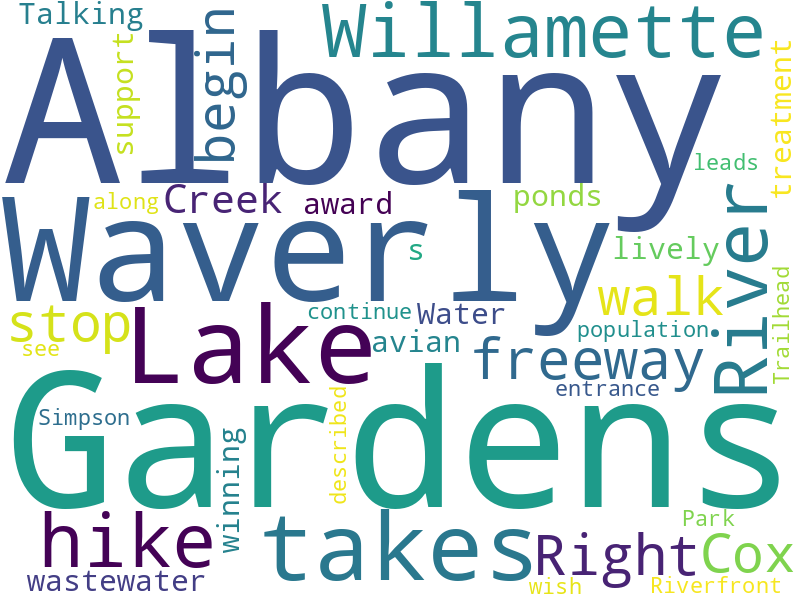 Talking
Willamette
Albany
support
begin
treatment
leads
along
Creek
award
ponds
River
Waverly
s
lively
walk
stop
Lake
continue
Water
population
Trailhead
see
avian
freeway
entrance
Gardens
Simpson
described
winning
hike
takes
Park
Right
Cox
wastewater
wish
Riverfront